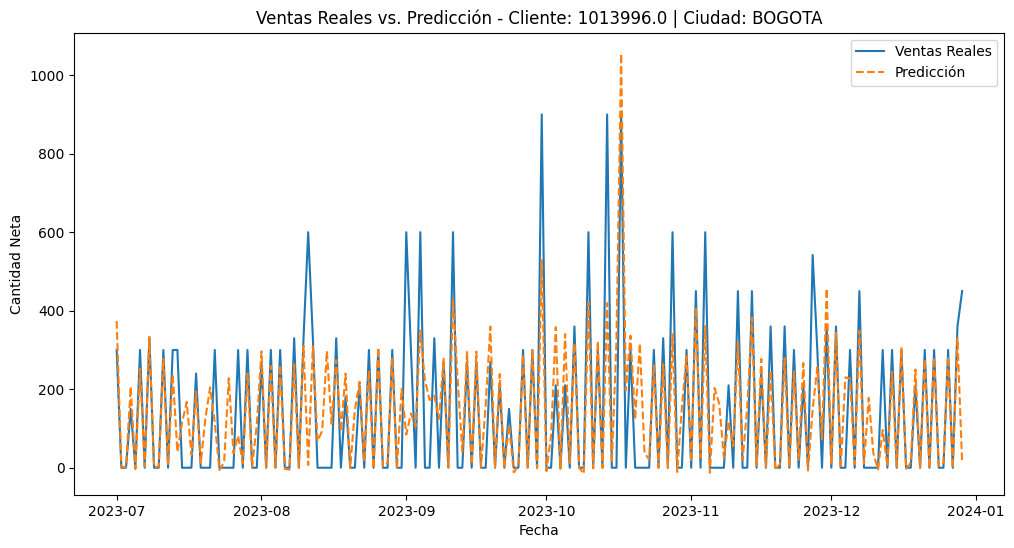 Ventas Reales vs. Predicción - Cliente: 1013996.0 | Ciudad: BOGOTA
Ventas Reales
Predicción
Cantidad Neta
1000
800
600
400
200
0
2023-07
2023-08
2023-09
2023-10
2023-11
2023-12
2024-01
Fecha